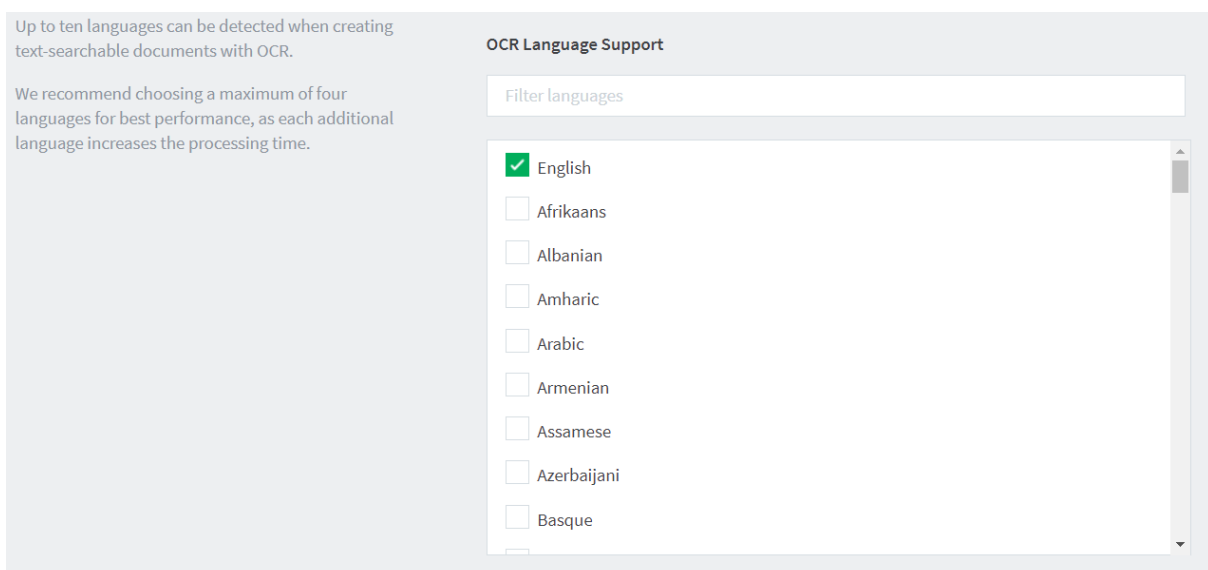 Up to ten languages can be detected when creating
text-searchable documents with OCR.
We recommend choosing a maximum of four
languages for best performance, as each additional
language increases the processing time.
OCR Language Support
Filter languages
English
Afrikaans
Albanian
Amharic
Arabic
Armenian
Assamese
Azerbaijani
Basque